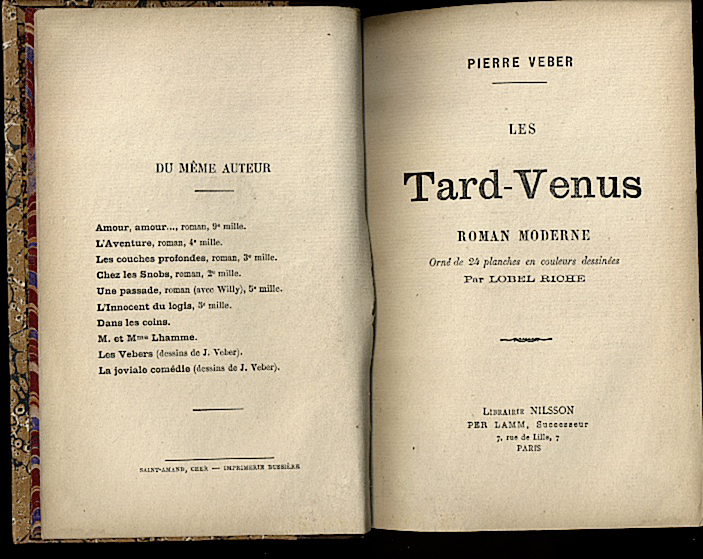 DU MÊME AUTEUR
Amour, amour..., roman, 9e mille.
L'Aventure, roman, 4e mille.
Les couches profondes, roman, 3e mille.
Chez les Snobs, roman, 2e mille.
Une passade, roman (avec Willy), 5e mille.
L'Innocent du logis, 5e mille.
Dans les coins.
M. et Mme Lhamme.
Les Vebers (dessins de J. Veber).
La joviale comédie (dessins de J. Veber).
SAINT-AMAND, CHER — IMPRIMERIE BUSSIÈRE
PIERRE VEBER
LES
Tard-Venus
ROMAN MODERNE
Orné de 24 planches en couleurs dessinées
Par LOBEL RICHE
LIBRAIRIE NILSSON
PER LAMM, Successeur
7, rue de Lille, 7
PARIS